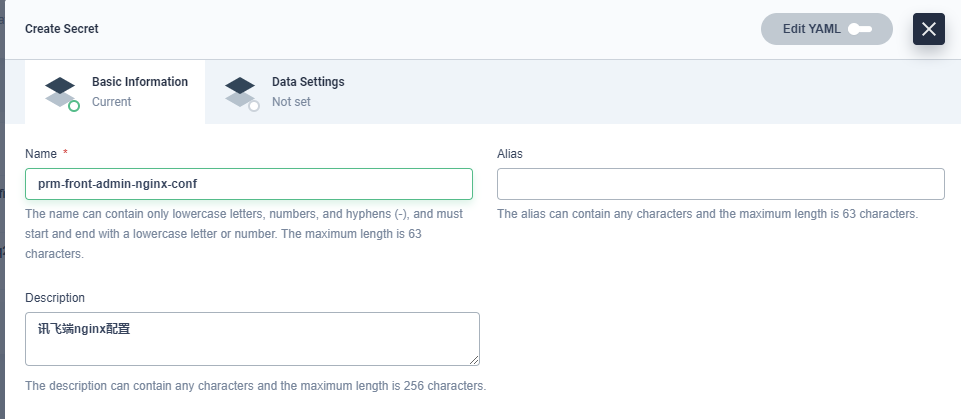 Create Secret
Edit YAML
Basic Information
Current
Data Settings
Not set
Name *
prm-front-admin-nginx-conf
The name can contain only lowercase letters, numbers, and hyphens (-), and must
start and end with a lowercase letter or number. The maximum length is 63
characters.
Alias
The alias can contain any characters and the maximum length is 63 characters.
Description
讯飞端nginx配置
The description can contain any characters and the maximum length is 256 characters.